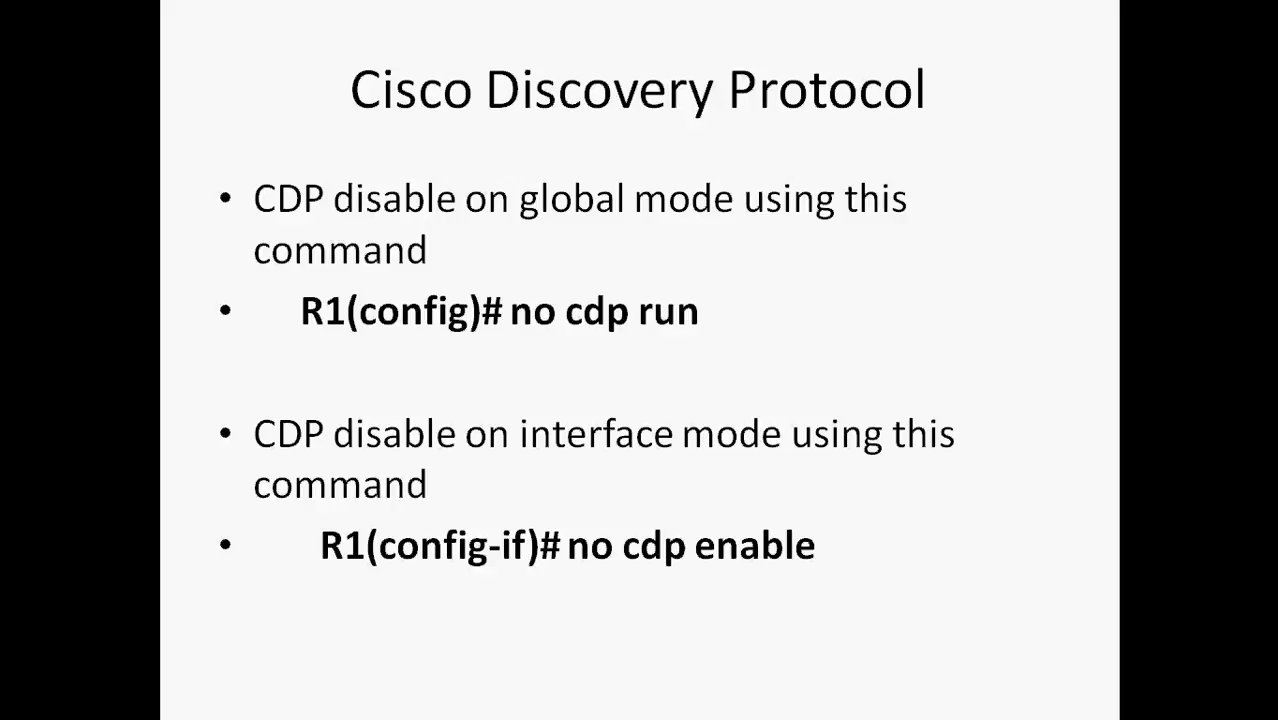 Cisco Discovery Protocol
• CDP disable on global mode using this
command
• R1(config)# no cdp run
• CDP disable on interface mode using this
command
• R1(config-if)# no cdp enable